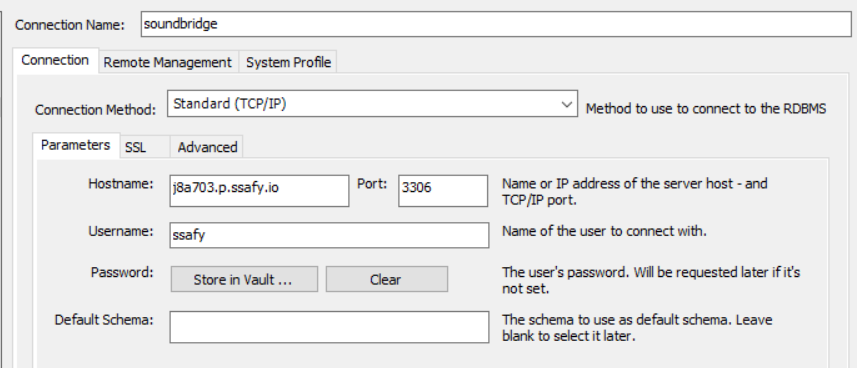 Connection Name: soundbridge
Connection Remote Management System Profile
Connection Method: Standard (TCP/IP) Method to use to connect to the RDBMS
Parameters SSL Advanced
Hostname: j8a703.p.ssafy.io Port: 3306 Name or IP address of the server host - and
TCP/IP port.
Username: ssafy Name of the user to connect with.
Password: Store in Vault ... Clear The user's password. Will be requested later if it's
not set.
Default Schema: The schema to use as default schema. Leave
blank to select it later.